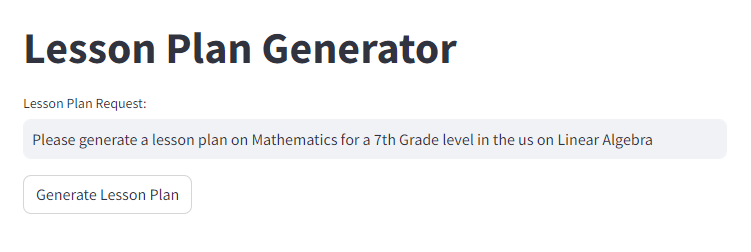 Lesson Plan Generator
Lesson Plan Request:
Please generate a lesson plan on Mathematics for a 7th Grade level in the us on Linear Algebra
Generate Lesson Plan